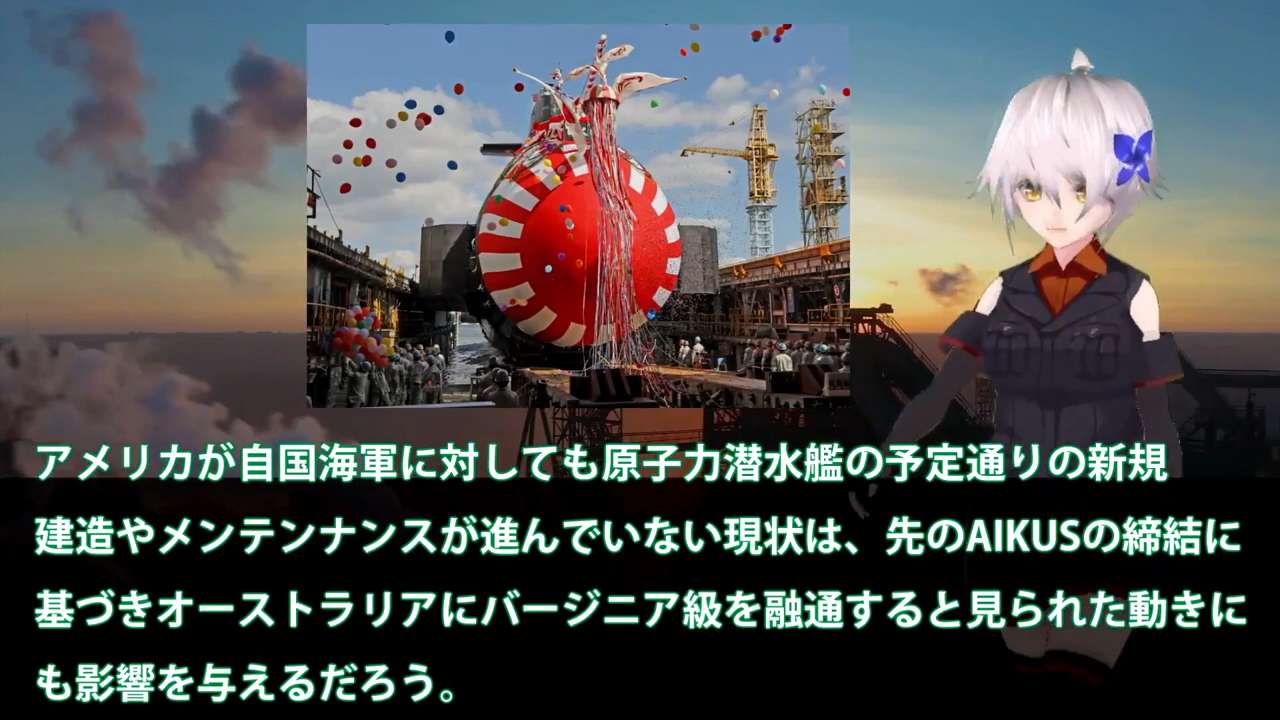 アメリカが自国海軍に対しても原子力潜水艦の予定通りの新規
建造やメンテンナンスが進んでいない現状は、先のAIKUSの締結に
基づきオーストラリアにバージニア級を融通すると見られた動きに
も影響を与えるだろう。